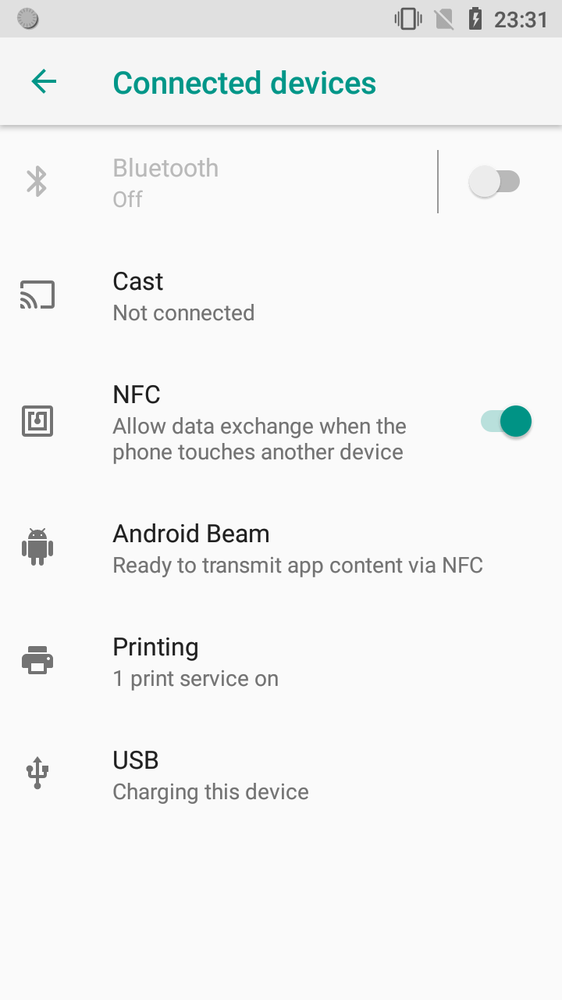 23:31
Connected devices
Bluetooth
Off
Cast
Not connected
NFC
Allow data exchange when the
phone touches another device
Android Beam
Ready to transmit app content via NFC
Printing
1 print service on
USB
Charging this device